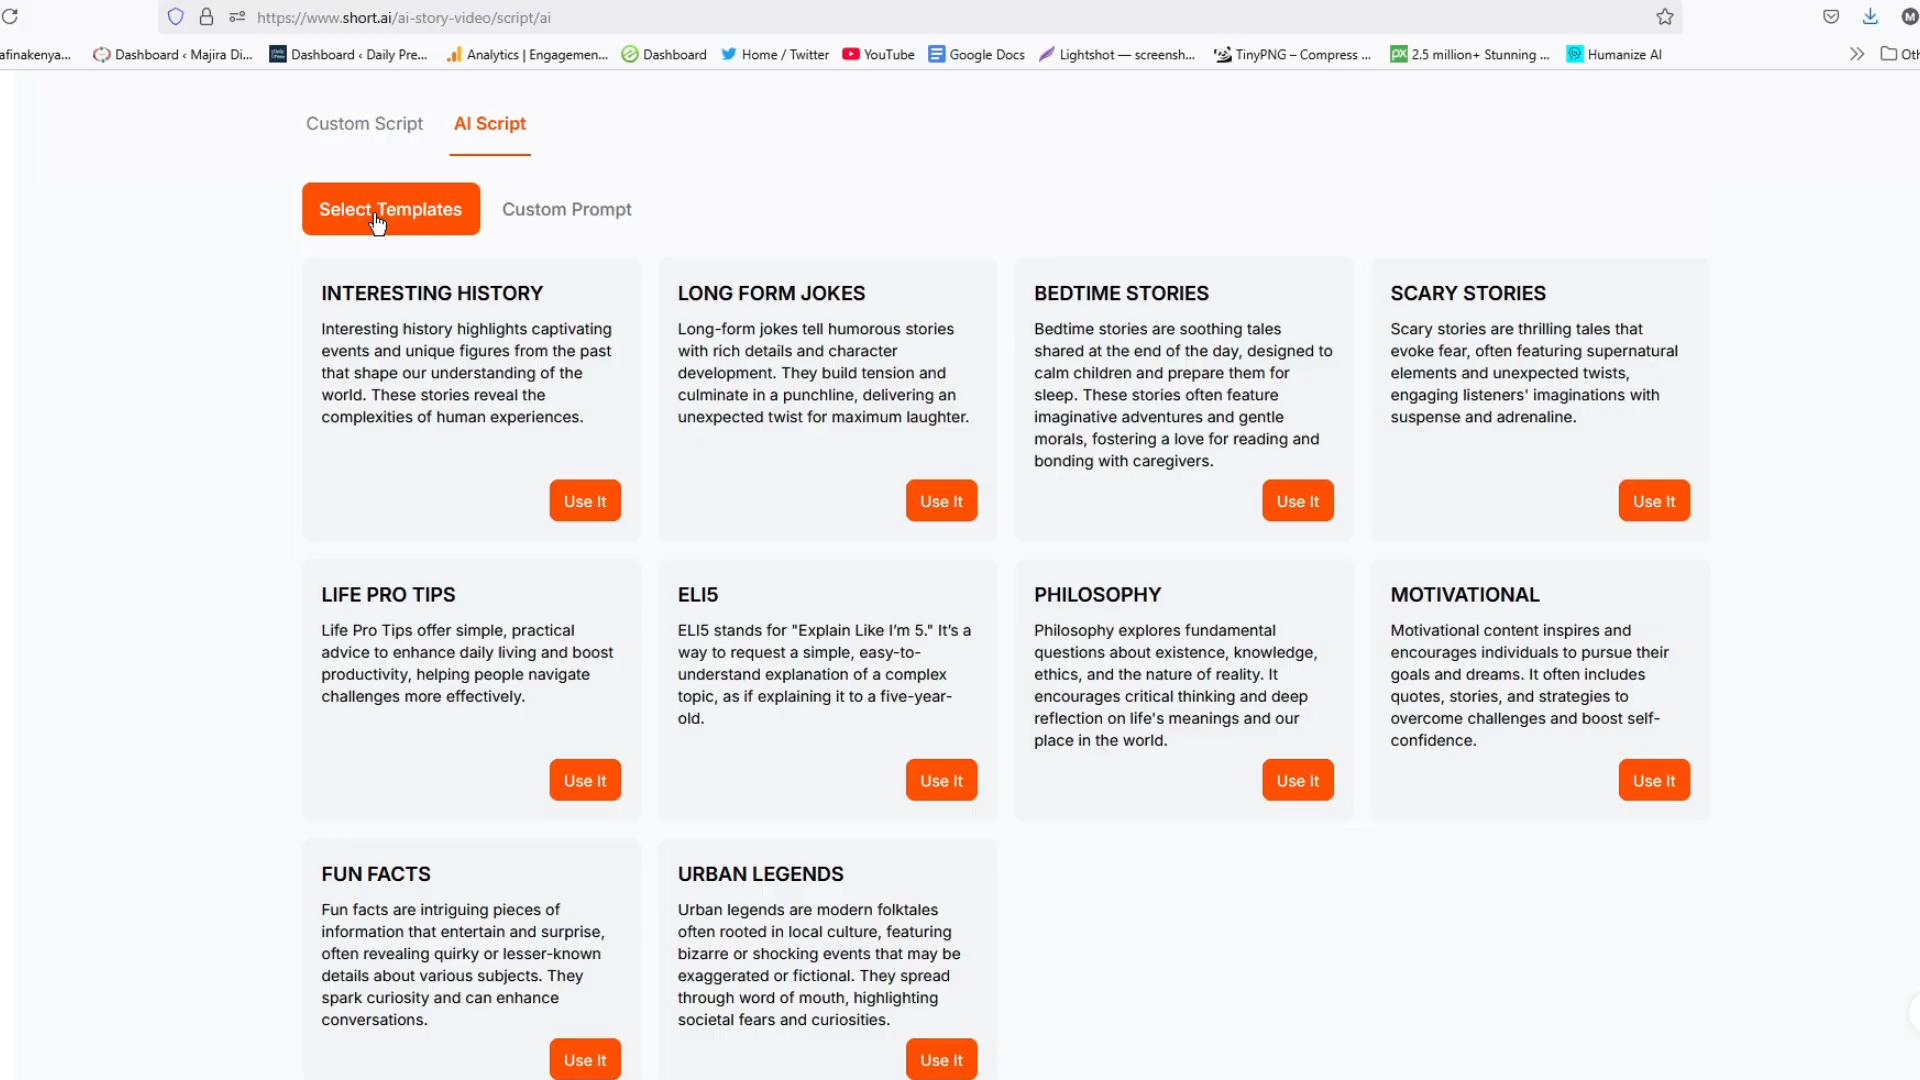 https://www.short.ai/ai-story-video/script/ai
M
afinakenya...
Dashboard ‹ Majira Di...
Dashboard ‹ Daily Pre...
Analytics | Engagemen...
Dashboard
Home / Twitter
YouTube
Google Docs
Lightshot — screensh...
TinyPNG – Compress ...
px
2.5 million+ Stunning ...
Humanize AI
Custom Script
AI Script
Select Templates
Custom Prompt
INTERESTING HISTORY
Interesting history highlights captivating
events and unique figures from the past
that shape our understanding of the
world. These stories reveal the
complexities of human experiences.
Use It
LONG FORM JOKES
Long-form jokes tell humorous stories
with rich details and character
development. They build tension and
culminate in a punchline, delivering an
unexpected twist for maximum laughter.
Use It
BEDTIME STORIES
Bedtime stories are soothing tales
shared at the end of the day, designed to
calm children and prepare them for
sleep. These stories often feature
imaginative adventures and gentle
morals, fostering a love for reading and
bonding with caregivers.
Use It
SCARY STORIES
Scary stories are thrilling tales that
evoke fear, often featuring supernatural
elements and unexpected twists,
engaging listeners' imaginations with
suspense and adrenaline.
Use It
LIFE PRO TIPS
Life Pro Tips offer simple, practical
advice to enhance daily living and boost
productivity, helping people navigate
challenges more effectively.
Use It
ELI5
ELI5 stands for "Explain Like I’m 5." It’s a
way to request a simple, easy-to-
understand explanation of a complex
topic, as if explaining it to a five-year-
old.
Use It
PHILOSOPHY
Philosophy explores fundamental
questions about existence, knowledge,
ethics, and the nature of reality. It
encourages critical thinking and deep
reflection on life's meanings and our
place in the world.
Use It
MOTIVATIONAL
Motivational content inspires and
encourages individuals to pursue their
goals and dreams. It often includes
quotes, stories, and strategies to
overcome challenges and boost self-
confidence.
Use It
FUN FACTS
Fun facts are intriguing pieces of
information that entertain and surprise,
often revealing quirky or lesser-known
details about various subjects. They
spark curiosity and can enhance
conversations.
Use It
URBAN LEGENDS
Urban legends are modern folktales
often rooted in local culture, featuring
bizarre or shocking events that may be
exaggerated or fictional. They spread
through word of mouth, highlighting
societal fears and curiosities.
Use It